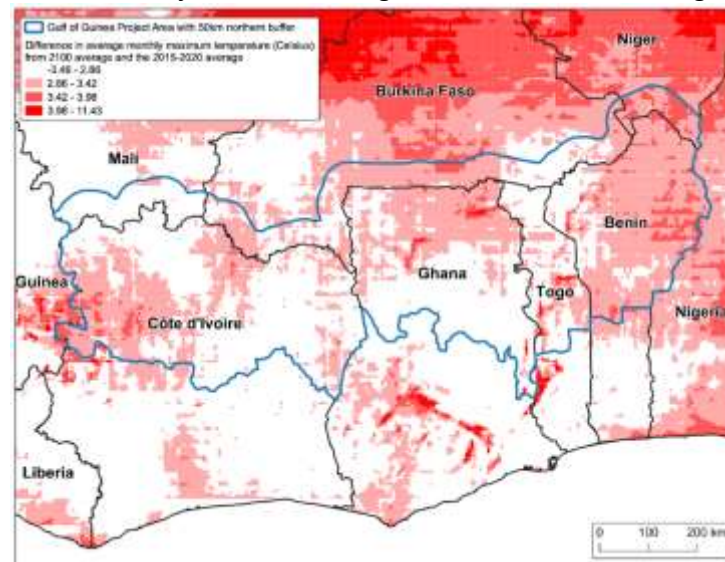 Gulf of Guinea Project Area with 50km northern buffer
Difference in average monthly maximum temperature (Celsius)
from 2100 average and the 2015-2020 average
-3.46 - 2.86
2.86 - 3.42
3.42 - 3.98
3.98 - 11.43
Niger
Burkina Faso
Mali
Benin
Guinea
Ghana
Togo
Nigeria
Côte d'Ivoire
Liberia
0 100 200 km